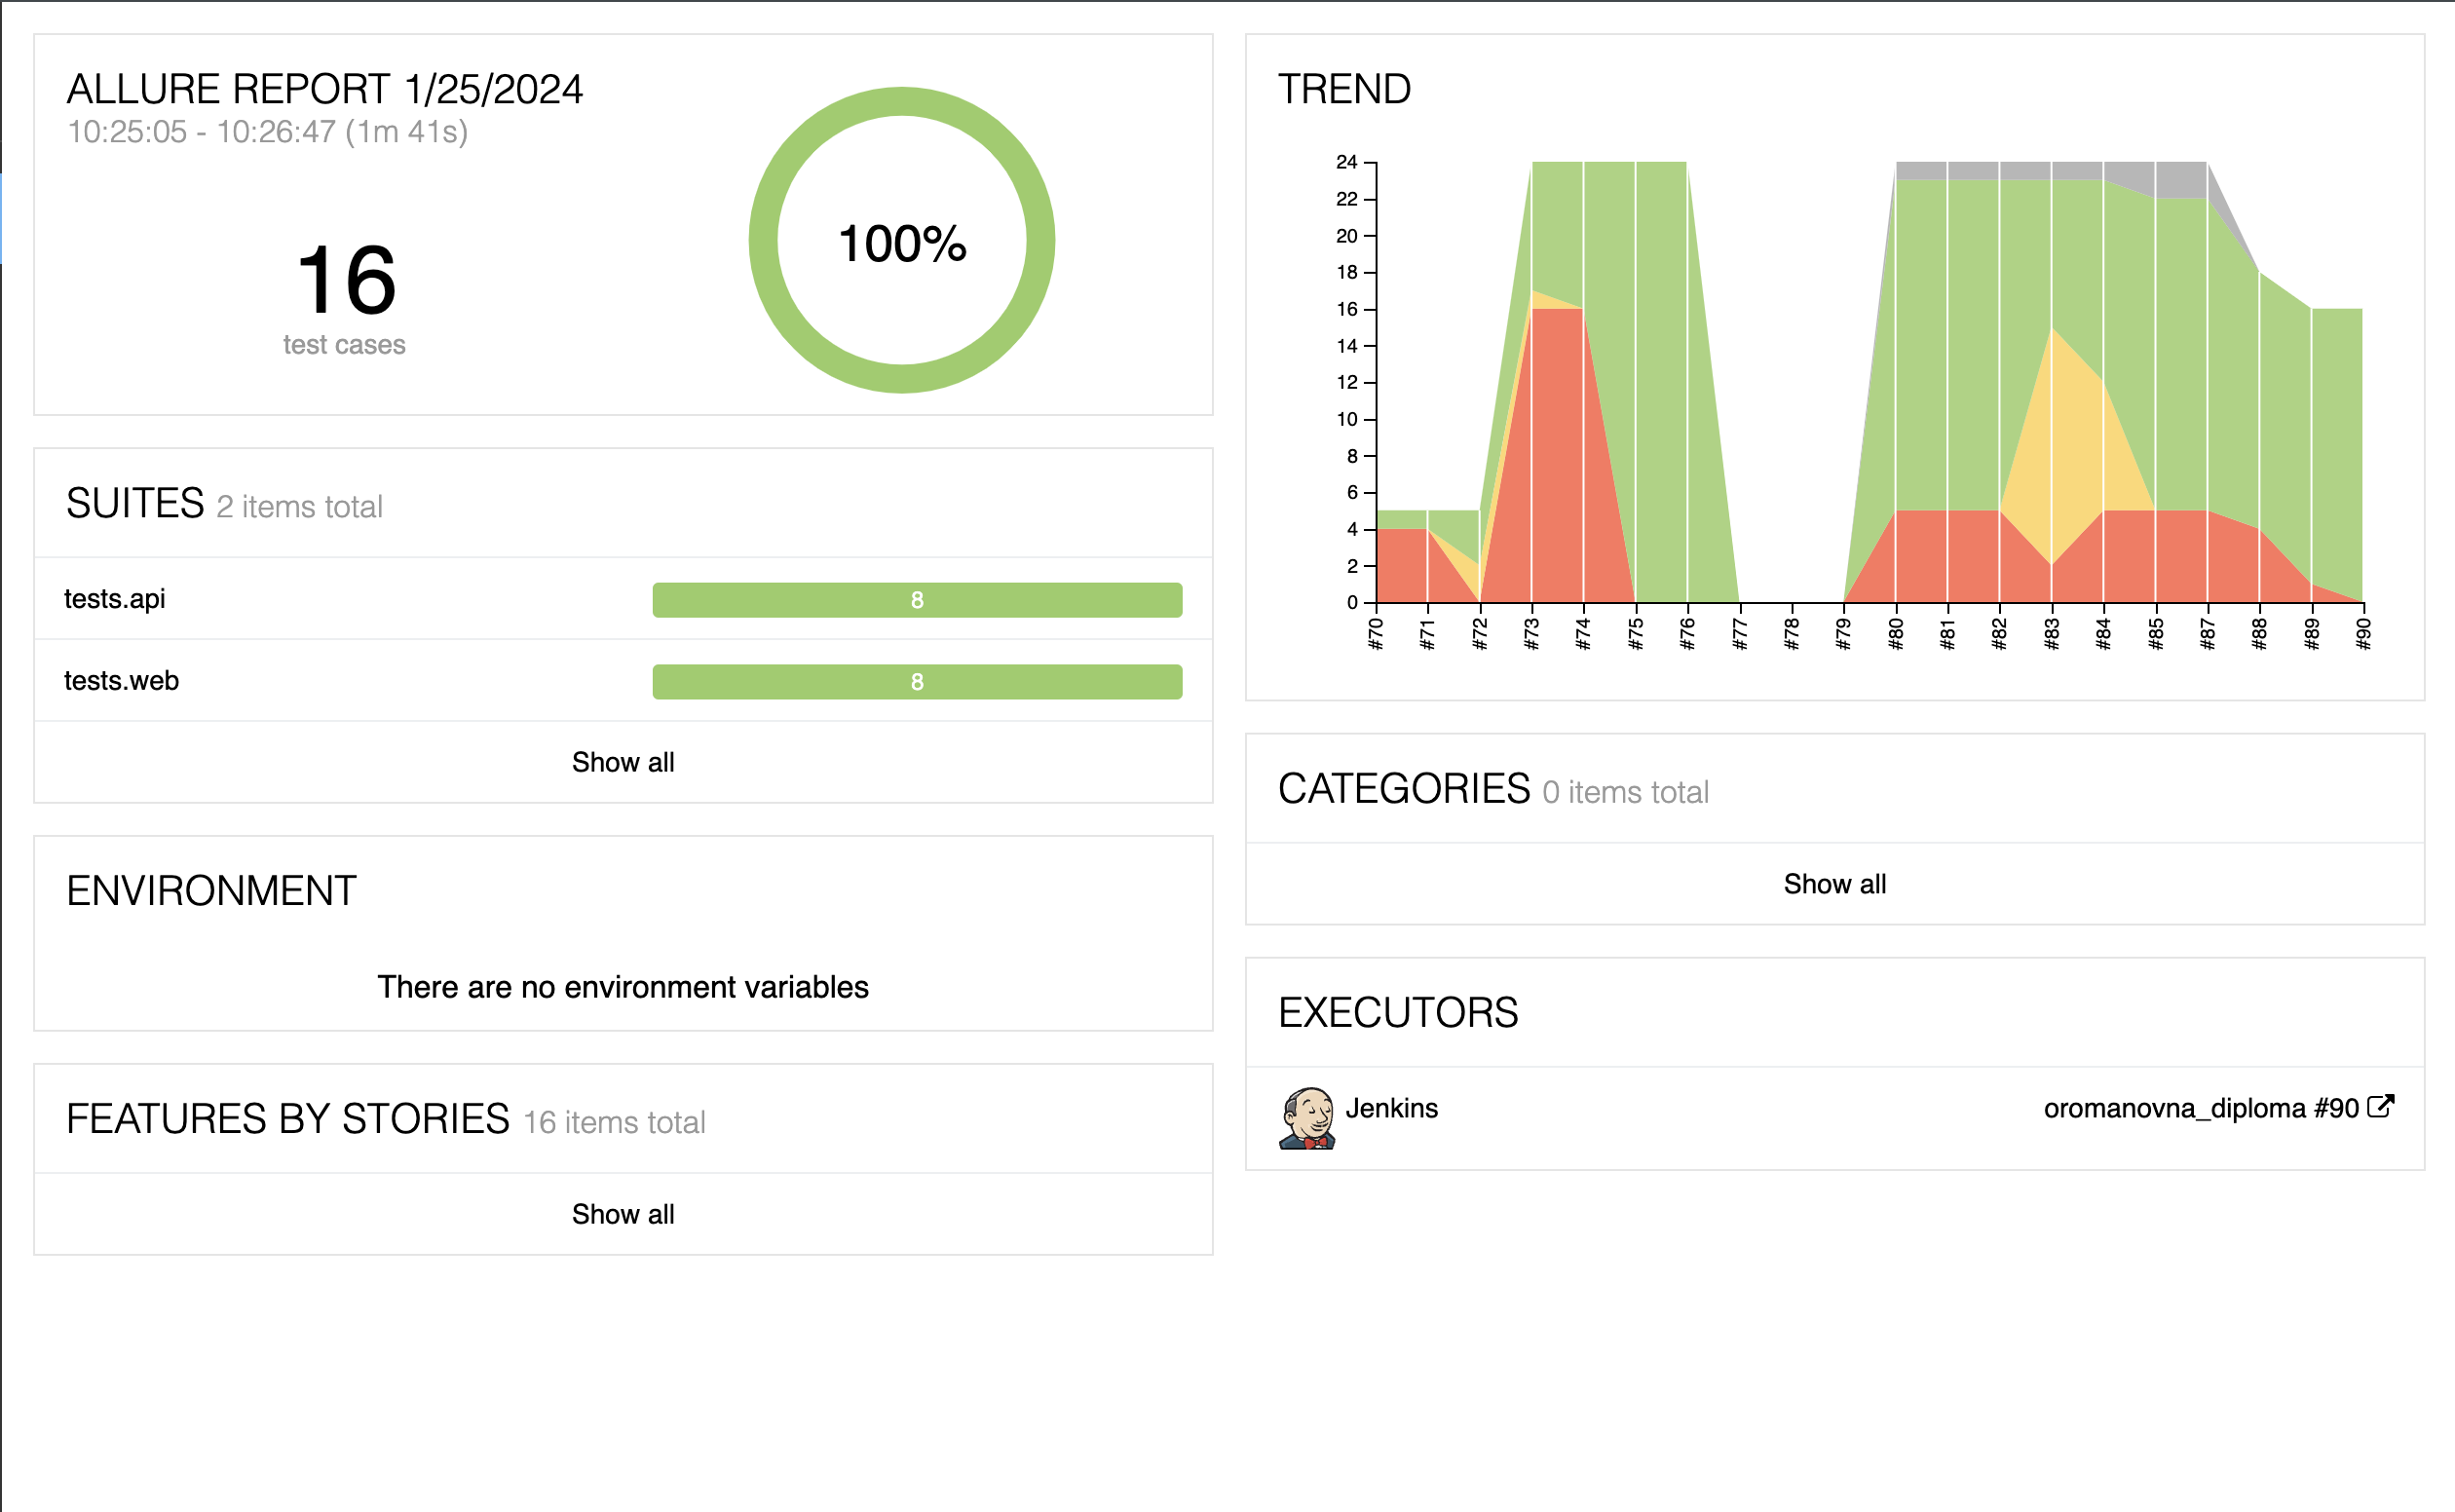 ALLURE REPORT 1/25/2024
10:25:05 - 10:26:47 (1m 41s)
16
test cases
100%
SUITES 2 items total
tests.api 8
tests.web 8
Show all
ENVIRONMENT
There are no environment variables
FEATURES BY STORIES 16 items total
Show all
TREND
24
22
20
18
16
14
12
10
8
6
4
2
0
#70 #71 #72 #73 #74 #75 #76 #77 #78 #79 #80 #81 #82 #83 #84 #85 #87 #88 #89 #90
CATEGORIES 0 items total
Show all
EXECUTORS
Jenkins oromanovna_diploma #90